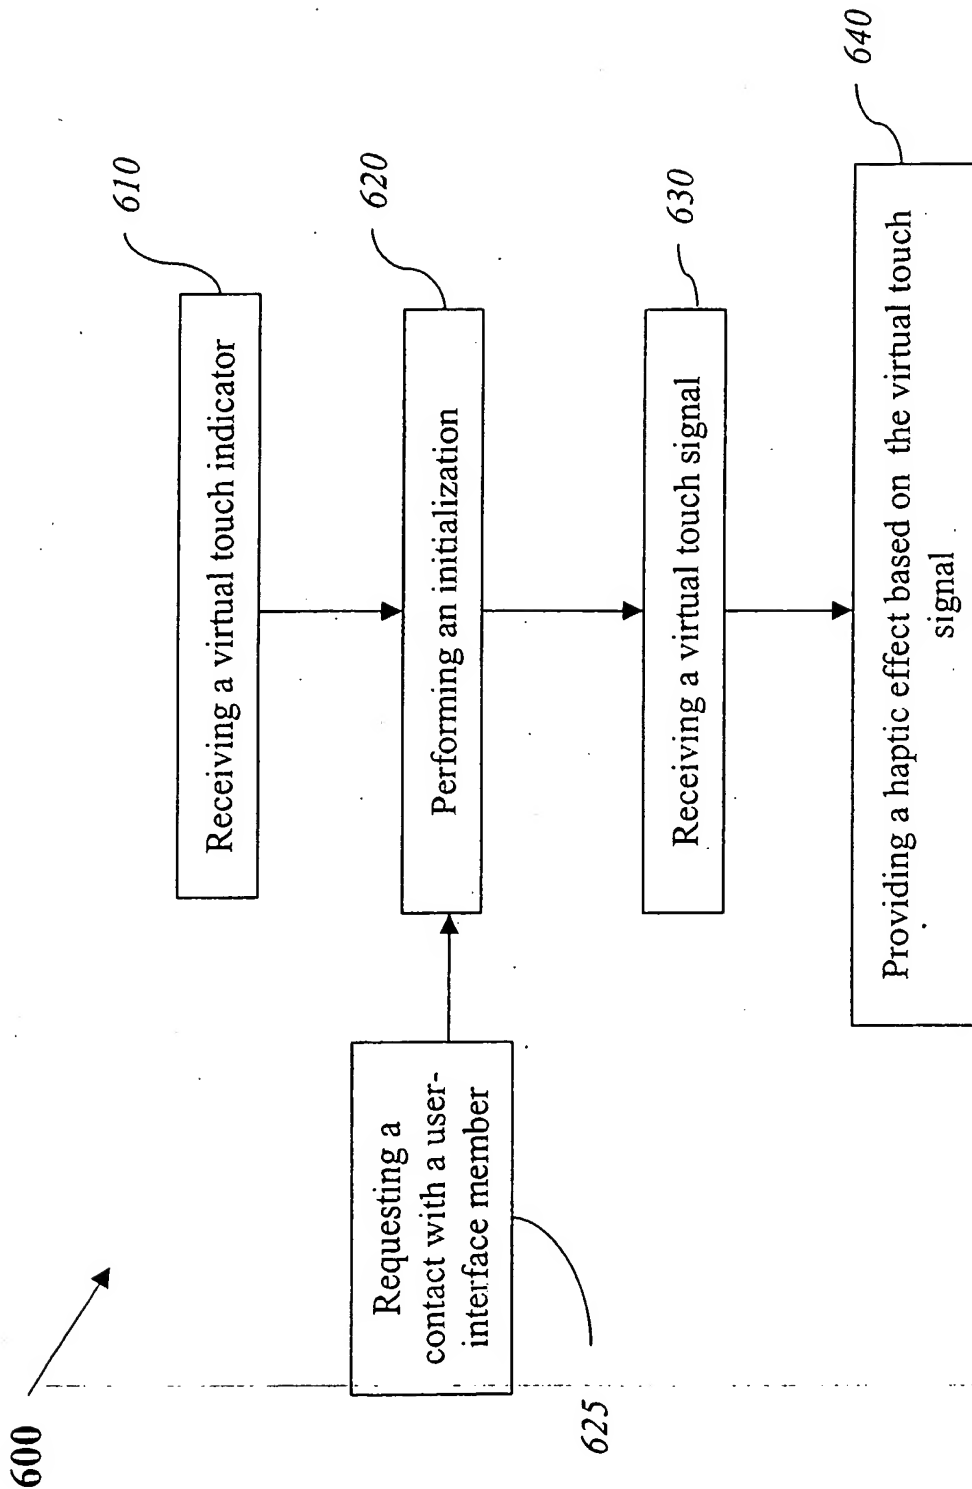 600
610
Receiving a virtual touch indicator
620
Performing an initialization
Requesting a
contact with a user-
interface member
625
630
Receiving a virtual touch signal
640
Providing a haptic effect based on the virtual touch
signal